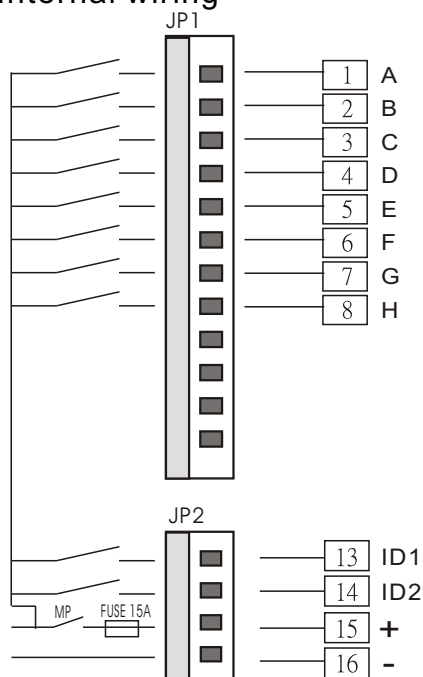 internal wiring
JP1
1 A
2 B
3 C
4 D
5 E
6 F
7 G
8 H
JP2
13 ID1
14 ID2
MP FUSE 15A 15 +
16 -